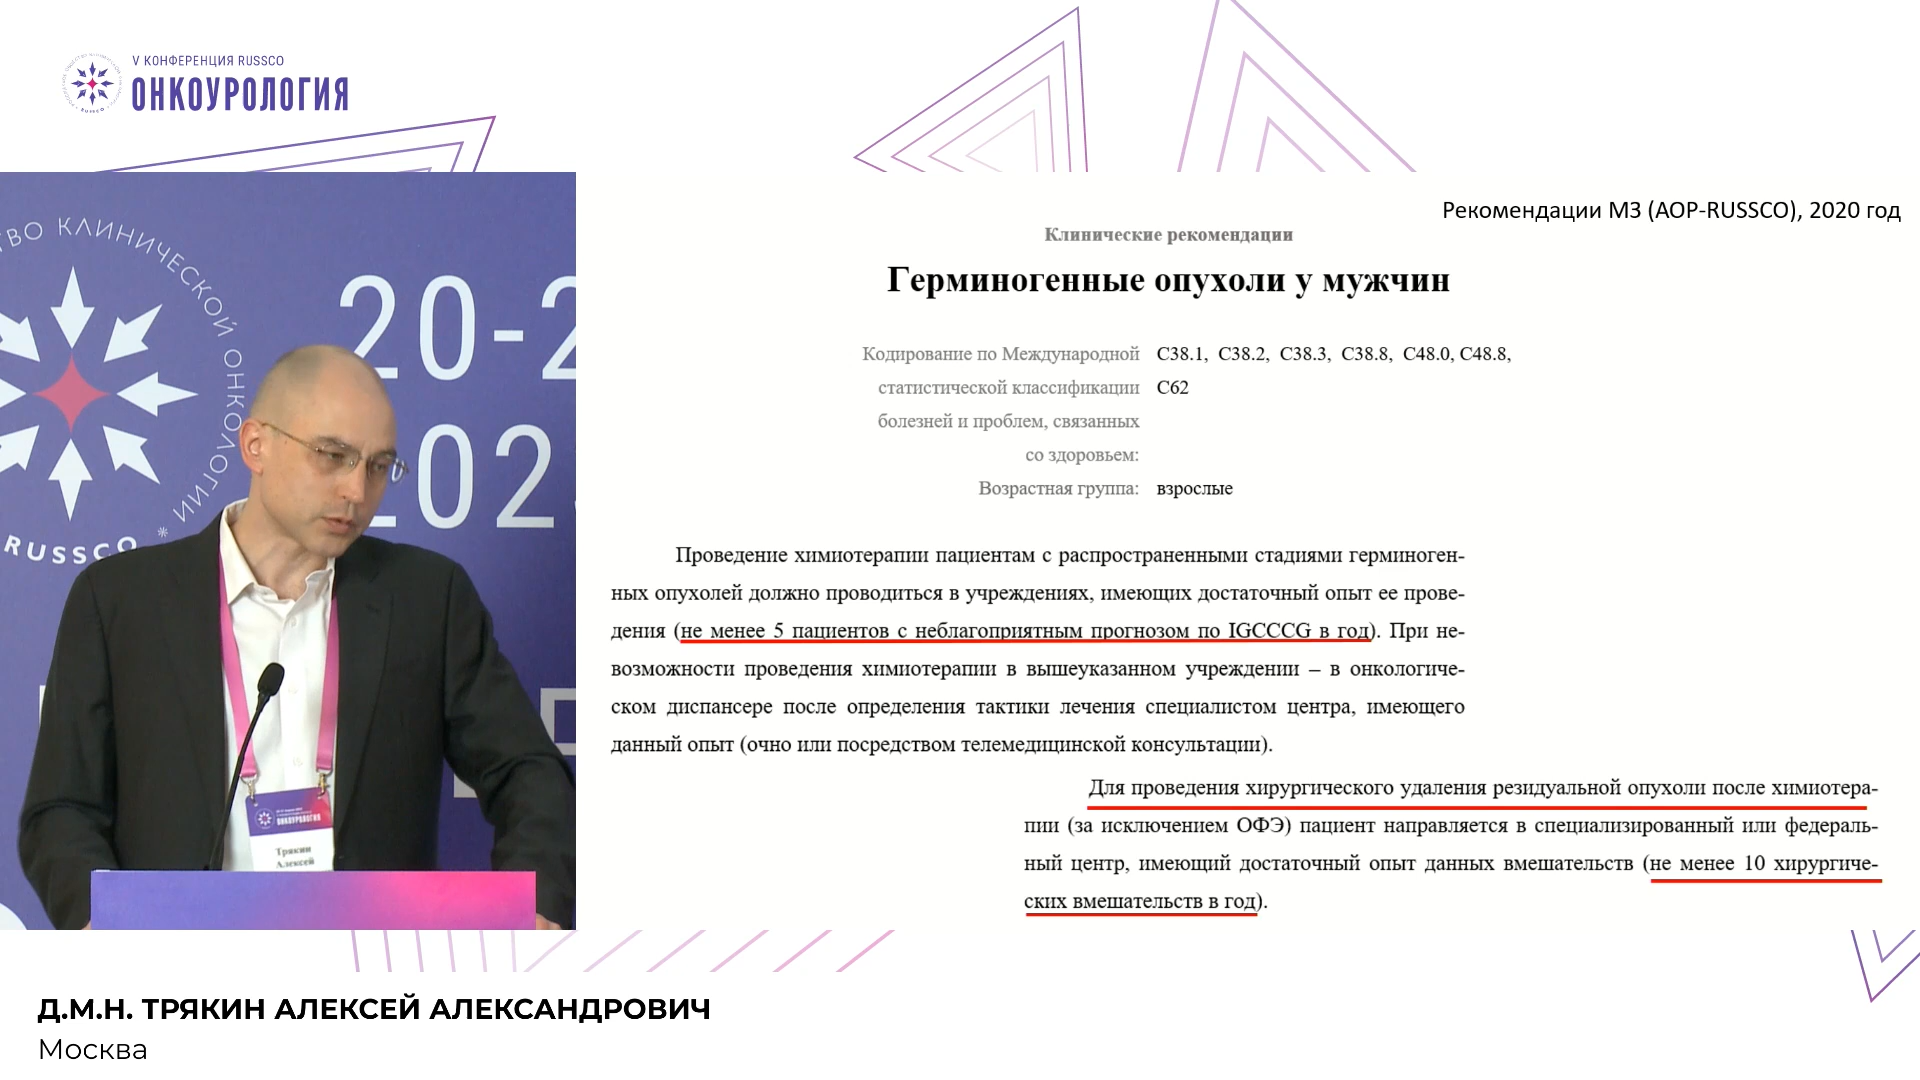 V КОНФЕРЕНЦИЯ RUSSCO
ОНКОУРОЛОГИЯ
ТВО КЛИНИЧЕСКОЙ ОНКОЛОГИИ * RUSSCO
20-2
202
ОНКОУРОЛОГИЯ
Трякин
Алексей
Рекомендации МЗ (АОР-RUSSCO), 2020 год
Клинические рекомендации
Герминогенные опухоли у мужчин
Кодирование по Международной C38.1, C38.2, C38.3, C38.8, C48.0, C48.8,
статистической классификации C62
болезней и проблем, связанных
со здоровьем:
Возрастная группа: взрослые
Проведение химиотерапии пациентам с распространенными стадиями герминоген-
ных опухолей должно проводиться в учреждениях, имеющих достаточный опыт ее прове-
дения (не менее 5 пациентов с неблагоприятным прогнозом по IGCCCG в год). При не-
возможности проведения химиотерапии в вышеуказанном учреждении – в онкологиче-
ском диспансере после определения тактики лечения специалистом центра, имеющего
данный опыт (очно или посредством телемедицинской консультации).
Для проведения хирургического удаления резидуальной опухоли после химиотера-
пии (за исключением ОФЭ) пациент направляется в специализированный или федераль-
ный центр, имеющий достаточный опыт данных вмешательств (не менее 10 хирургиче-
ских вмешательств в год).
Д.М.Н. ТРЯКИН АЛЕКСЕЙ АЛЕКСАНДРОВИЧ
Москва